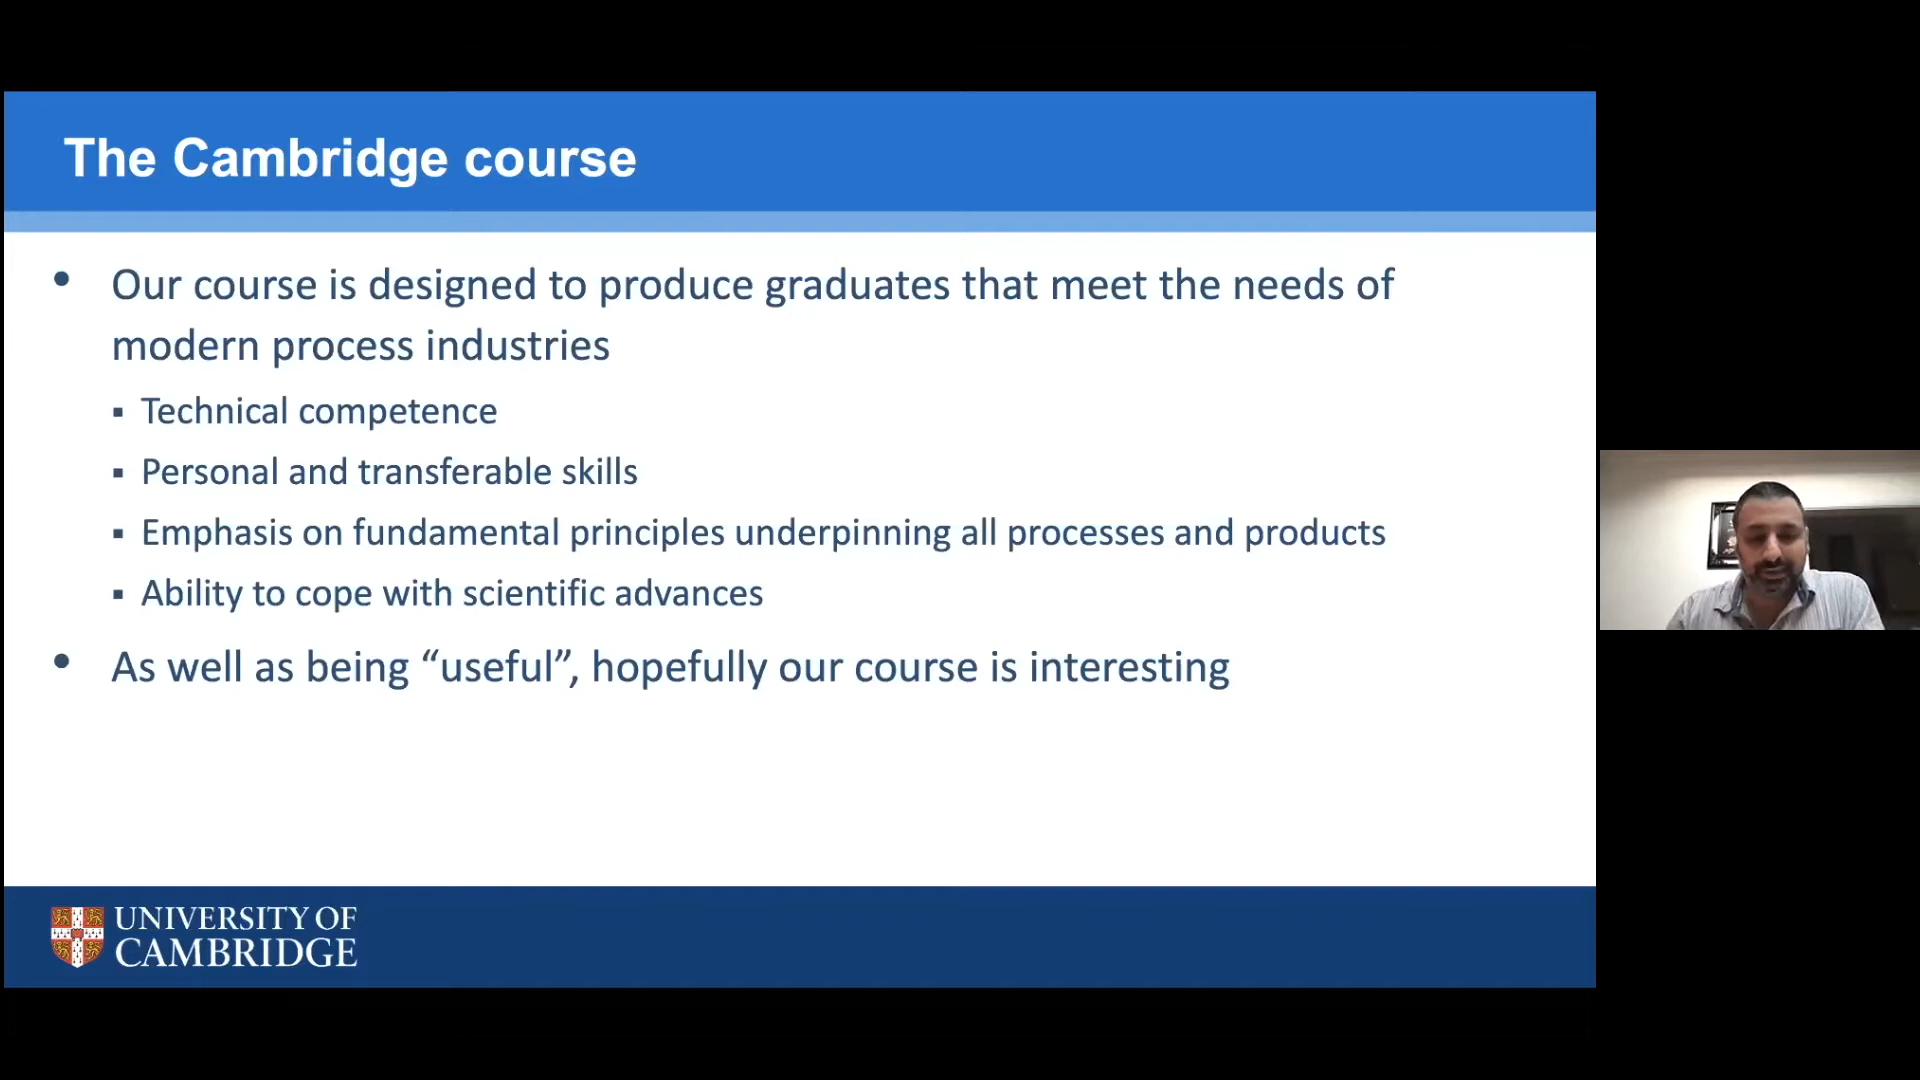 The Cambridge course
• Our course is designed to produce graduates that meet the needs of
modern process industries
▪ Technical competence
▪ Personal and transferable skills
▪ Emphasis on fundamental principles underpinning all processes and products
▪ Ability to cope with scientific advances
• As well as being “useful”, hopefully our course is interesting
UNIVERSITY OF
CAMBRIDGE